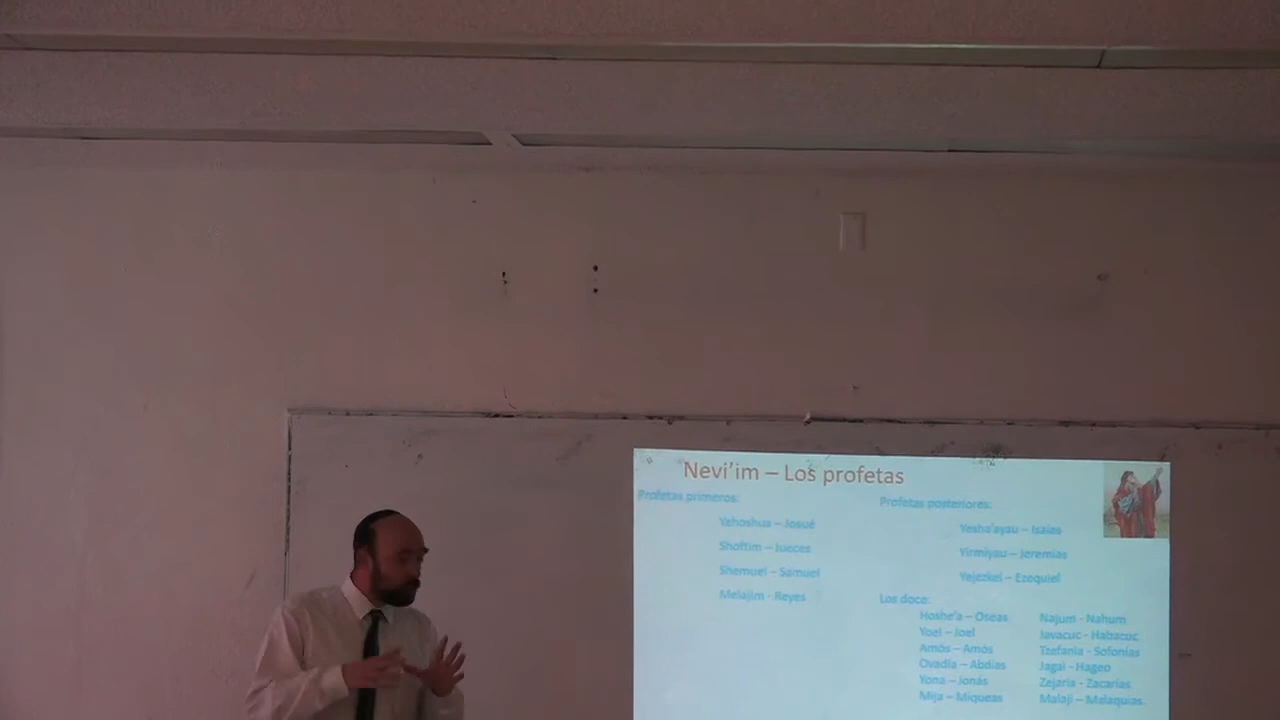 Nevi'im – Los profetas
Profetas primeros:
Yehoshua – Josué
Shoftim – Jueces
Shemuel – Samuel
Melajim - Reyes
Profetas posteriores:
Yesha'ayau – Isaías
Yirmiyau – Jeremías
Yejezkel – Ezequiel
Los doce:
Hoshe'a – Oseas
Yoel – Joel
Amós – Amós
Ovadia – Abdías
Yona – Jonás
Mija – Miqueas
Najum - Nahum
Javacuc - Habacuc
Tzefania - Sofonías
Jagai - Hageo
Zejaria - Zacarías
Malaji – Malaquías